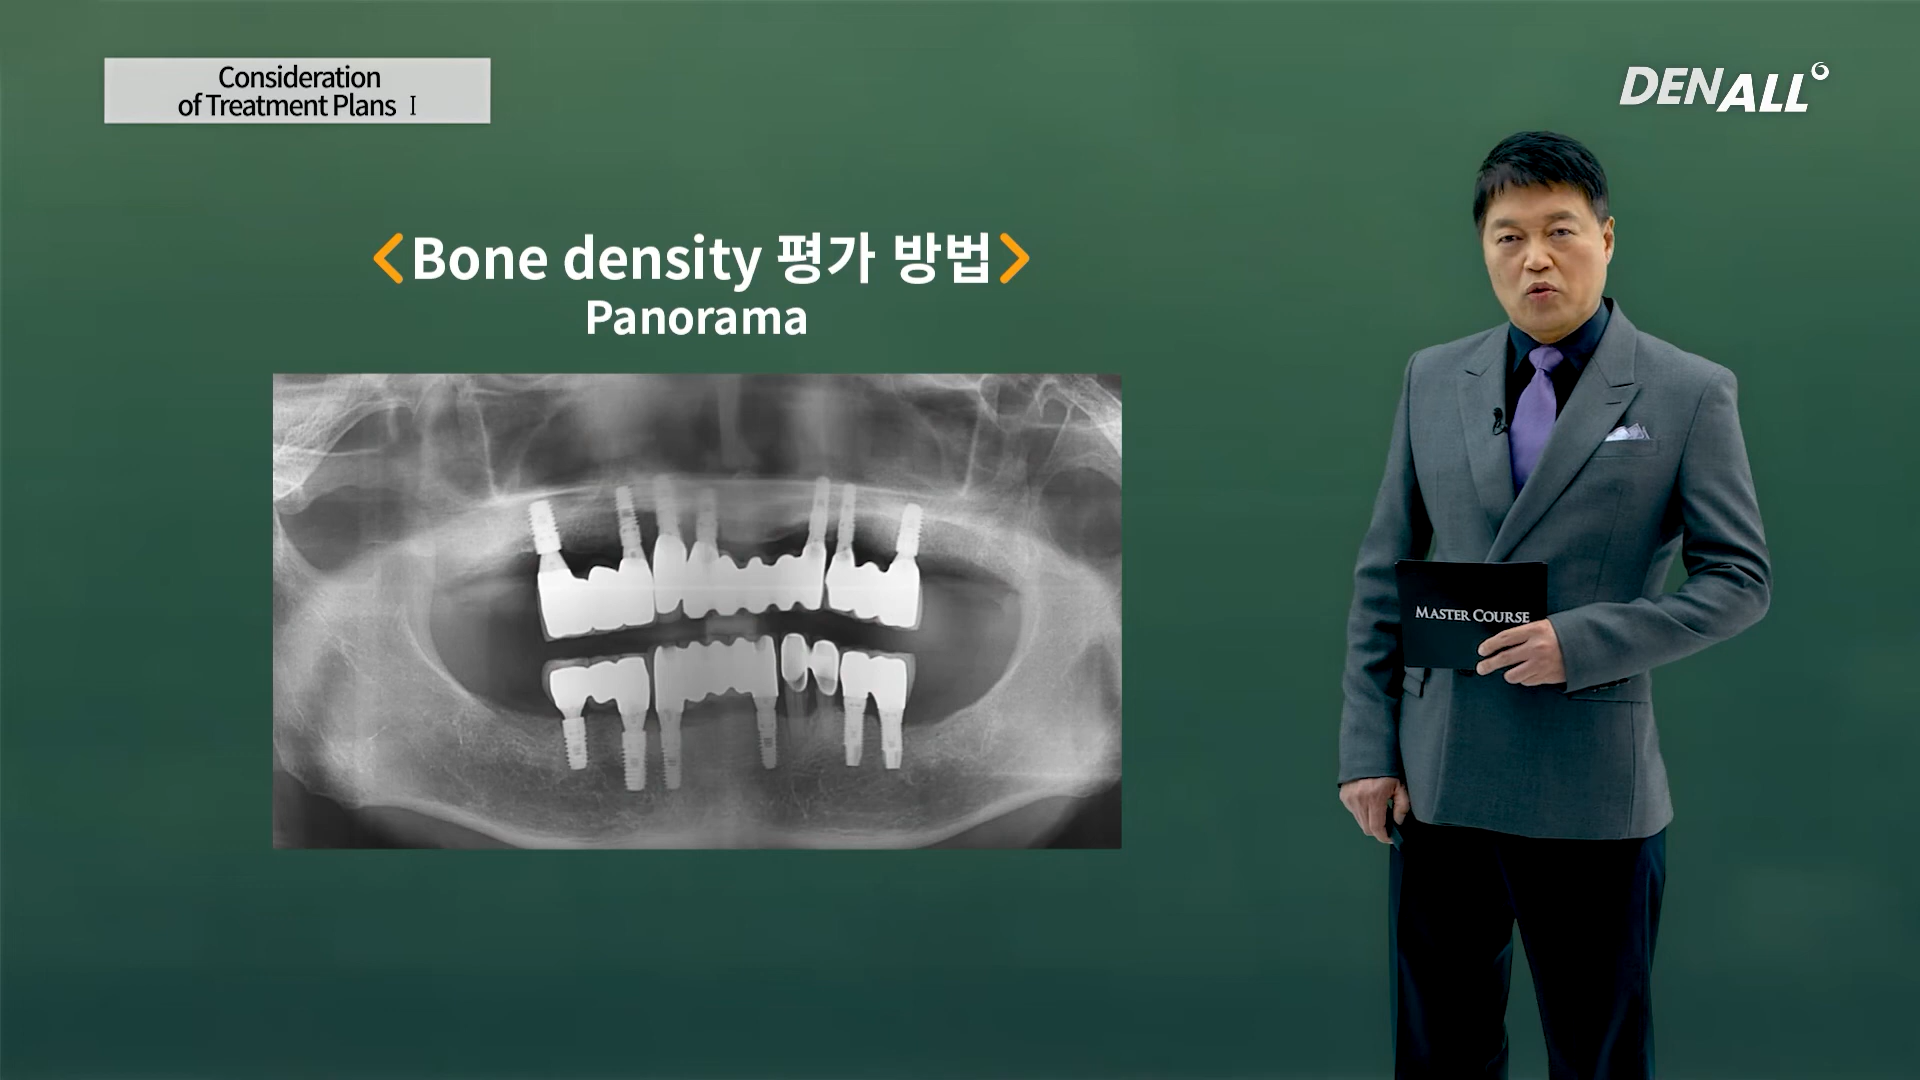 Consideration
of Treatment Plans Ⅰ
DENALL
<Bone density 평가 방법>
Panorama
MASTER COURSE